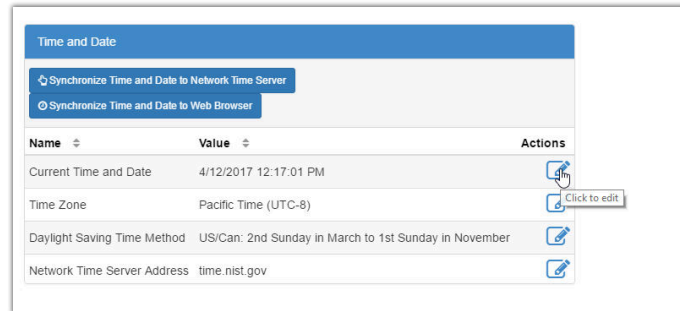 Time and Date
Synchronize Time and Date to Network Time Server
Synchronize Time and Date to Web Browser
Name Value Actions
Current Time and Date 4/12/2017 12:17:01 PM
Click to edit
Time Zone Pacific Time (UTC-8)
Daylight Saving Time Method US/Can: 2nd Sunday in March to 1st Sunday in November
Network Time Server Address time.nist.gov